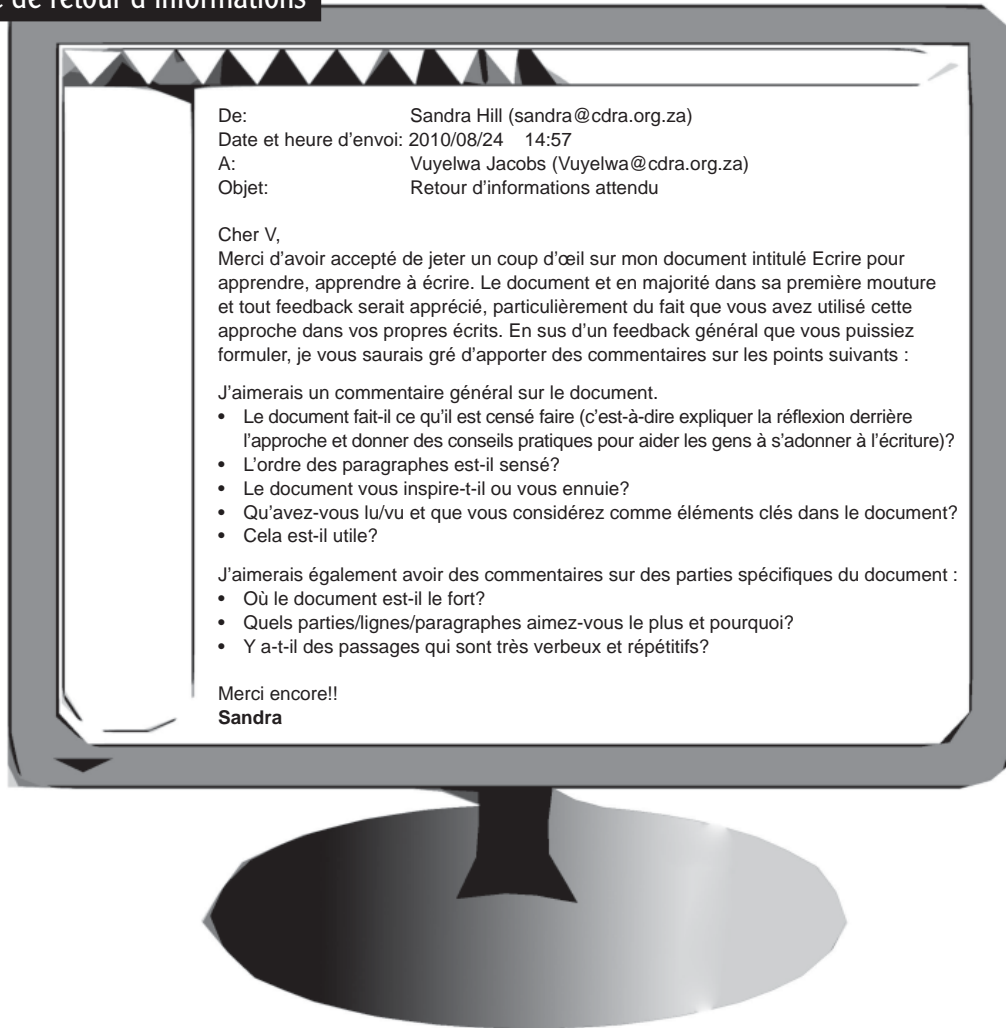 de retour d'informations
De: Sandra Hill (sandra@cdra.org.za)
Date et heure d'envoi: 2010/08/24 14:57
A: Vuyelwa Jacobs (Vuyelwa@cdra.org.za)
Objet: Retour d'informations attendu
Cher V,
Merci d'avoir accepté de jeter un coup d'œil sur mon document intitulé Ecrire pour
apprendre, apprendre à écrire. Le document et en majorité dans sa première mouture
et tout feedback serait apprécié, particulièrement du fait que vous avez utilisé cette
approche dans vos propres écrits. En sus d'un feedback général que vous puissiez
formuler, je vous saurais gré d'apporter des commentaires sur les points suivants :
J'aimerais un commentaire général sur le document.
• Le document fait-il ce qu'il est censé faire (c'est-à-dire expliquer la réflexion derrière
l'approche et donner des conseils pratiques pour aider les gens à s'adonner à l'écriture)?
• L'ordre des paragraphes est-il sensé?
• Le document vous inspire-t-il ou vous ennuie?
• Qu'avez-vous lu/vu et que vous considérez comme éléments clés dans le document?
• Cela est-il utile?
J'aimerais également avoir des commentaires sur des parties spécifiques du document :
• Où le document est-il le fort?
• Quels parties/lignes/paragraphes aimez-vous le plus et pourquoi?
• Y a-t-il des passages qui sont très verbeux et répétitifs?
Merci encore!!
Sandra